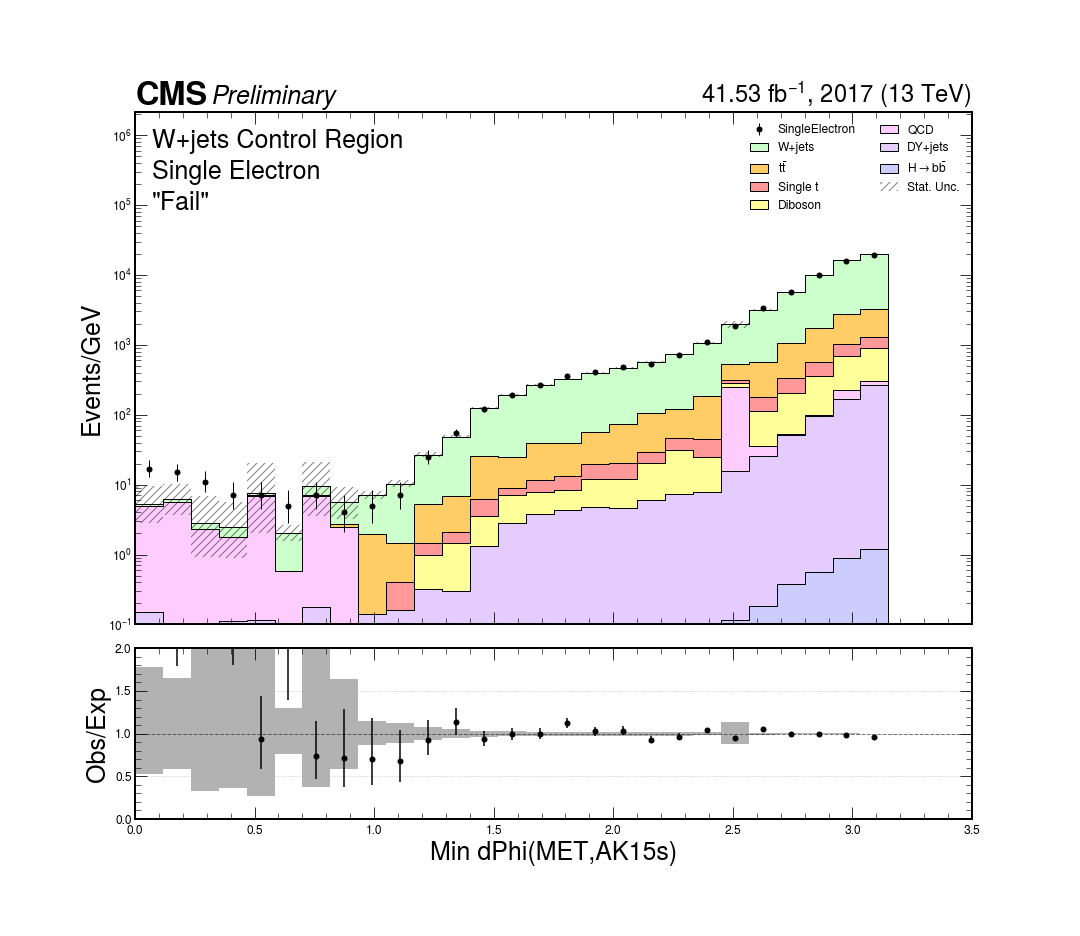 CMS Preliminary
41.53 fb⁻¹, 2017 (13 TeV)
W+jets Control Region
Single Electron
"Fail"
SingleElectron
W+jets
tt̄
Single t
Diboson
QCD
DY+jets
H→bb̄
Stat. Unc.
Events/GeV
10⁶
10⁵
10⁴
10³
10²
10¹
10⁰
10⁻¹
Obs/Exp
2.0
1.5
1.0
0.5
0.0
0.0 0.5 1.0 1.5 2.0 2.5 3.0 3.5
Min dPhi(MET,AK15s)